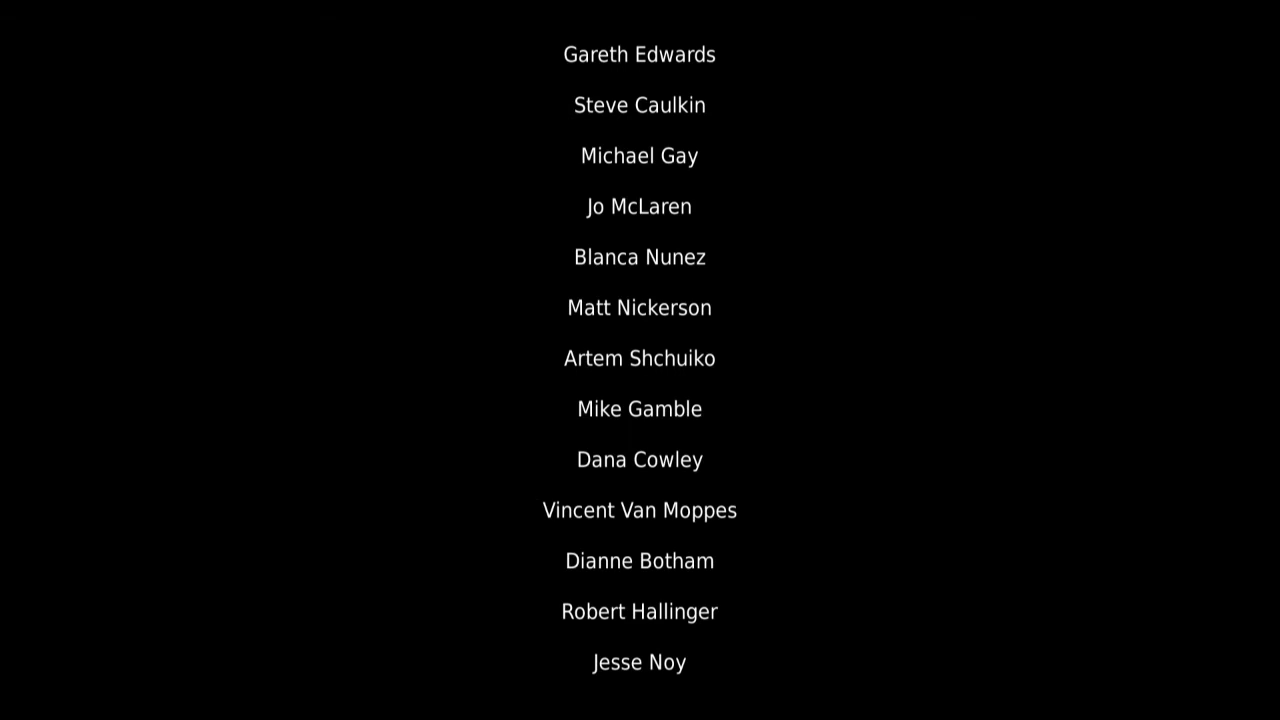 Gareth Edwards
Steve Caulkin
Michael Gay
Jo McLaren
Blanca Nunez
Matt Nickerson
Artem Shchuiko
Mike Gamble
Dana Cowley
Vincent Van Moppes
Dianne Botham
Robert Hallinger
Jesse Noy